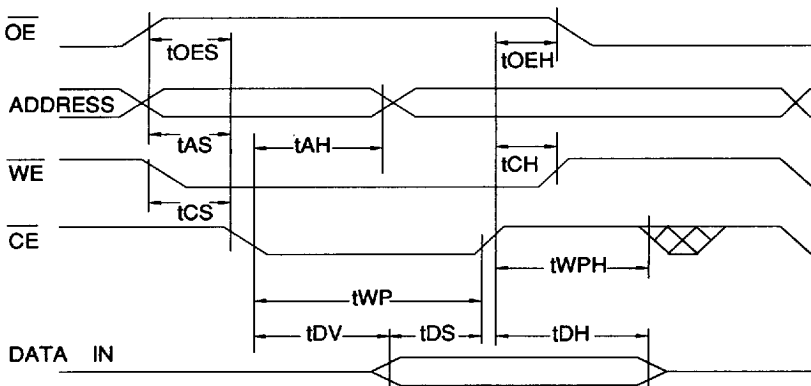 OE
tOES
tOEH
ADDRESS
tAS
tAH
tCH
WE
tCS
CE
tWPH
tWP
tDV
tDS
tDH
DATA IN